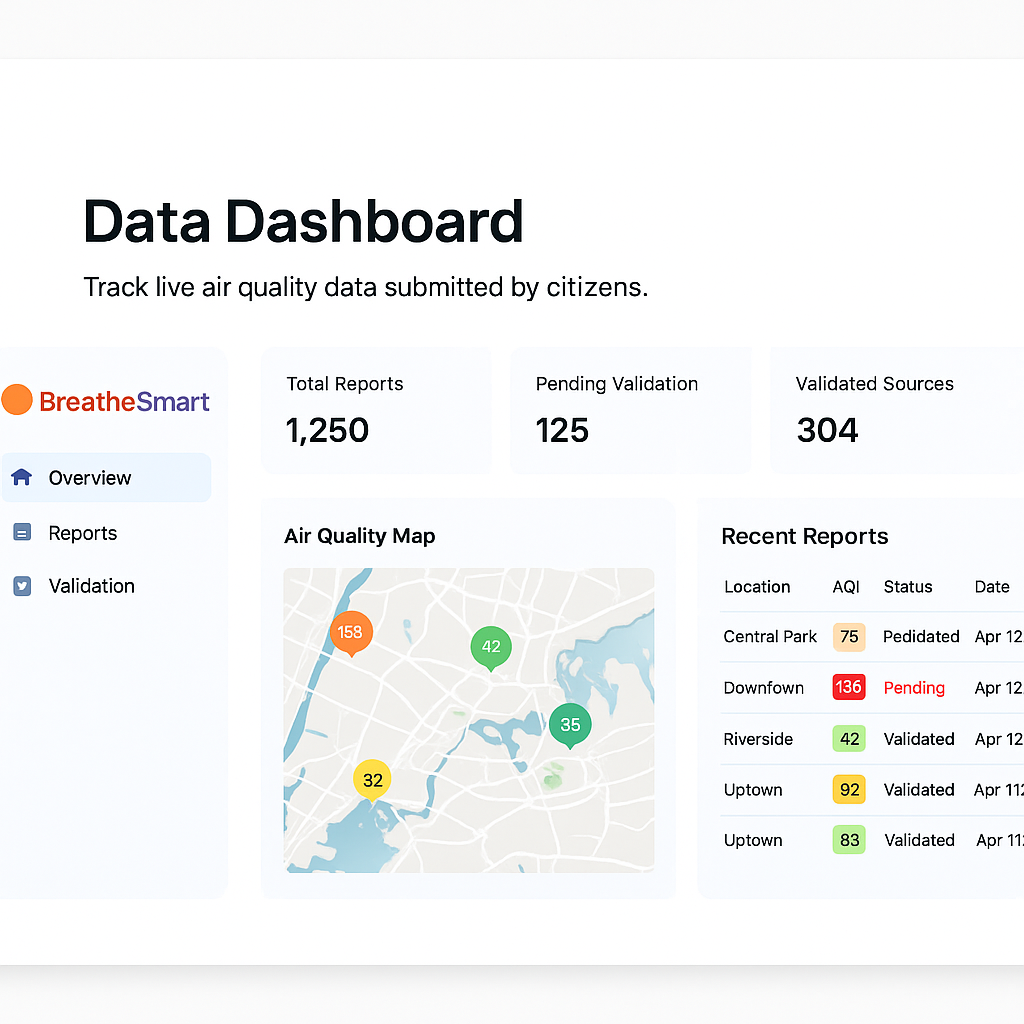 Data Dashboard
Track live air quality data submitted by citizens.
BreatheSmart
Overview
Reports
Validation
Total Reports
1,250
Pending Validation
125
Validated Sources
304
Air Quality Map
158
42
35
32
Recent Reports
Location AQI Status Date
Central Park 75 Pedidated Apr 12
Downfown 136 Pending Apr 12
Riverside 42 Validated Apr 12
Uptown 92 Validated Apr 112
Uptown 83 Validated Apr 11